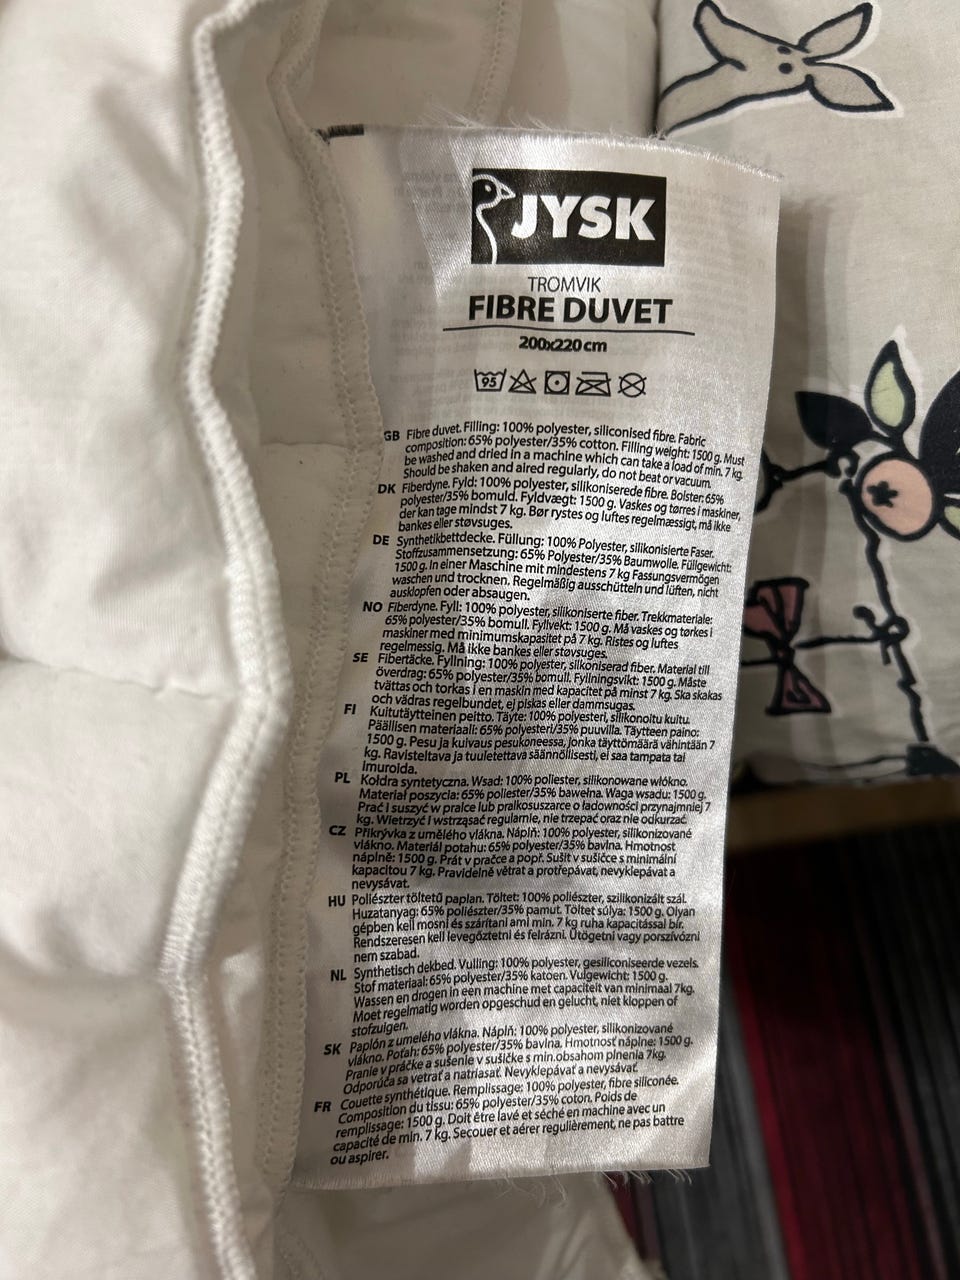 JYSK
TROMVIK
FIBRE DUVET
200x220 cm
95
GB Fibre duvet. Filling: 100% polyester, siliconised fibre. Fabric
composition: 65% polyester/35% cotton. Filling weight: 1500 g. Must
be washed and dried in a machine which can take a load of min. 7 kg.
Should be shaken and aired regularly, do not beat or vacuum.
DK Fiberdyne. Fyld: 100% polyester, silikoniserede fibre. Bolster: 65%
polyester/35% bomuld. Fyldvægt: 1500 g. Vaskes og tørres i maskiner,
der kan tage mindst 7 kg. Bør rystes og luftes regelmæssigt, må ikke
bankes eller støvsuges.
DE Synthetikbettdecke. Füllung: 100% Polyester, silikonisierte Faser.
Stoffzusammensetzung: 65% Polyester/35% Baumwolle. Füllgewicht:
1500 g. In einer Maschine mit mindestens 7 kg Fassungsvermögen
waschen und trocknen. Regelmäßig ausschütteln und lüften, nicht
ausklopfen oder absaugen.
NO Fiberdyne. Fyll: 100% polyester, silikoniserte fiber. Trekkmateriale:
65% polyester/35% bomull. Fyllvekt: 1500 g. Må vaskes og tørkes i
maskiner med minimumskapasitet på 7 kg. Ristes og luftes
regelmessig. Må ikke bankes eller støvsuges.
SE Fibertäcke. Fyllning: 100% polyester, silikoniserad fiber. Material till
överdrag: 65% polyester/35% bomull. Fyllningsvikt: 1500 g. Måste
tvättas och torkas i en maskin med kapacitet på minst 7 kg. Ska skakas
och vädras regelbundet, ej piskas eller dammsugas.
FI Kuitutäytteinen peitto. Täyte: 100% polyesteri, silikonoitu kuitu.
Päällisen materiaali: 65% polyesteri/35% puuvilla. Täytteen paino:
1500 g. Pesu ja kuivaus pesukoneessa, jonka täyttömäärä vähintään 7
kg. Ravisteltava ja tuuletettava säännöllisesti, ei saa tampata tai
imuroida.
PL Kołdra syntetyczna. Wsad: 100% poliester, silikonowane włókno.
Materiał poszycia: 65% poliester/35% bawełna. Waga wsadu: 1500 g.
Prać i suszyć w pralce lub pralkosuszarce o ładowności przynajmniej 7
kg. Wietrzyć i wstrząsać regularnie, nie trzepać oraz nie odkurzać.
CZ Přikrývka z umělého vlákna. Náplň: 100% polyester, silikonizované
vlákno. Materiál potahu: 65% polyester/35% bavlna. Hmotnost
náplně: 1500 g. Prát v pračce a popř. Sušit v sušičce s minimální
kapacitou 7 kg. Pravidelně větrat a protřepávat, nevyklepávat a
nevysávat.
HU Poliészter töltetű paplan. Töltet: 100% poliészter, szilikonizált szál.
Huzatanyag: 65% poliészter/35% pamut. Töltet súlya: 1500 g. Olyan
gépben kell mosni és szárítani ami min. 7 kg ruha kapacitással bír.
Rendszeresen kell levegőztetni és felrázni. Ütögetni vagy porszívózni
nem szabad.
NL Synthetisch dekbed. Vulling: 100% polyester, gesiliconiseerde vezels.
Stof materiaal: 65% polyester/35% katoen. Vulgewicht: 1500 g.
Wassen en drogen in een machine met capaciteit van minimaal 7kg.
Moet regelmatig worden opgeschud en gelucht, niet kloppen of
stofzuigen.
SK Paplón z umelého vlákna. Náplň: 100% polyester, silikonizované
vlákno. Poťah: 65% polyester/35% bavlna. Hmotnosť náplne: 1500 g.
Pranie v práčke a sušenie v sušičke s min.obsahom plnenia 7kg.
Odporúča sa vetrať a natriasať. Nevyklepávať a nevysávať.
FR Couette synthétique. Remplissage: 100% polyester, fibre siliconée.
Composition du tissu: 65% polyester/35% coton. Poids de
remplissage: 1500 g. Doit être lavé et séché en machine avec un
capacité de min. 7 kg. Secouer et aérer regulièrement, ne pas battre
ou aspirer.